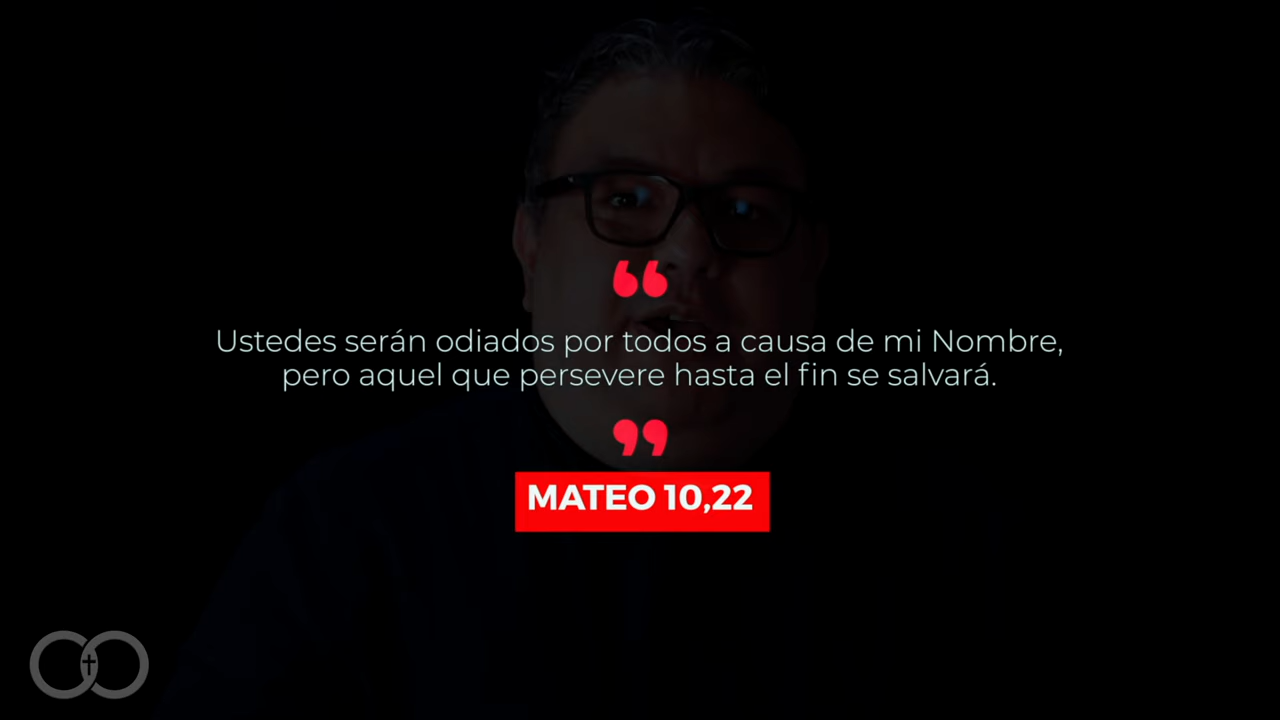 “
Ustedes serán odiados por todos a causa de mi Nombre,
pero aquel que persevere hasta el fin se salvará.
”
MATEO 10,22